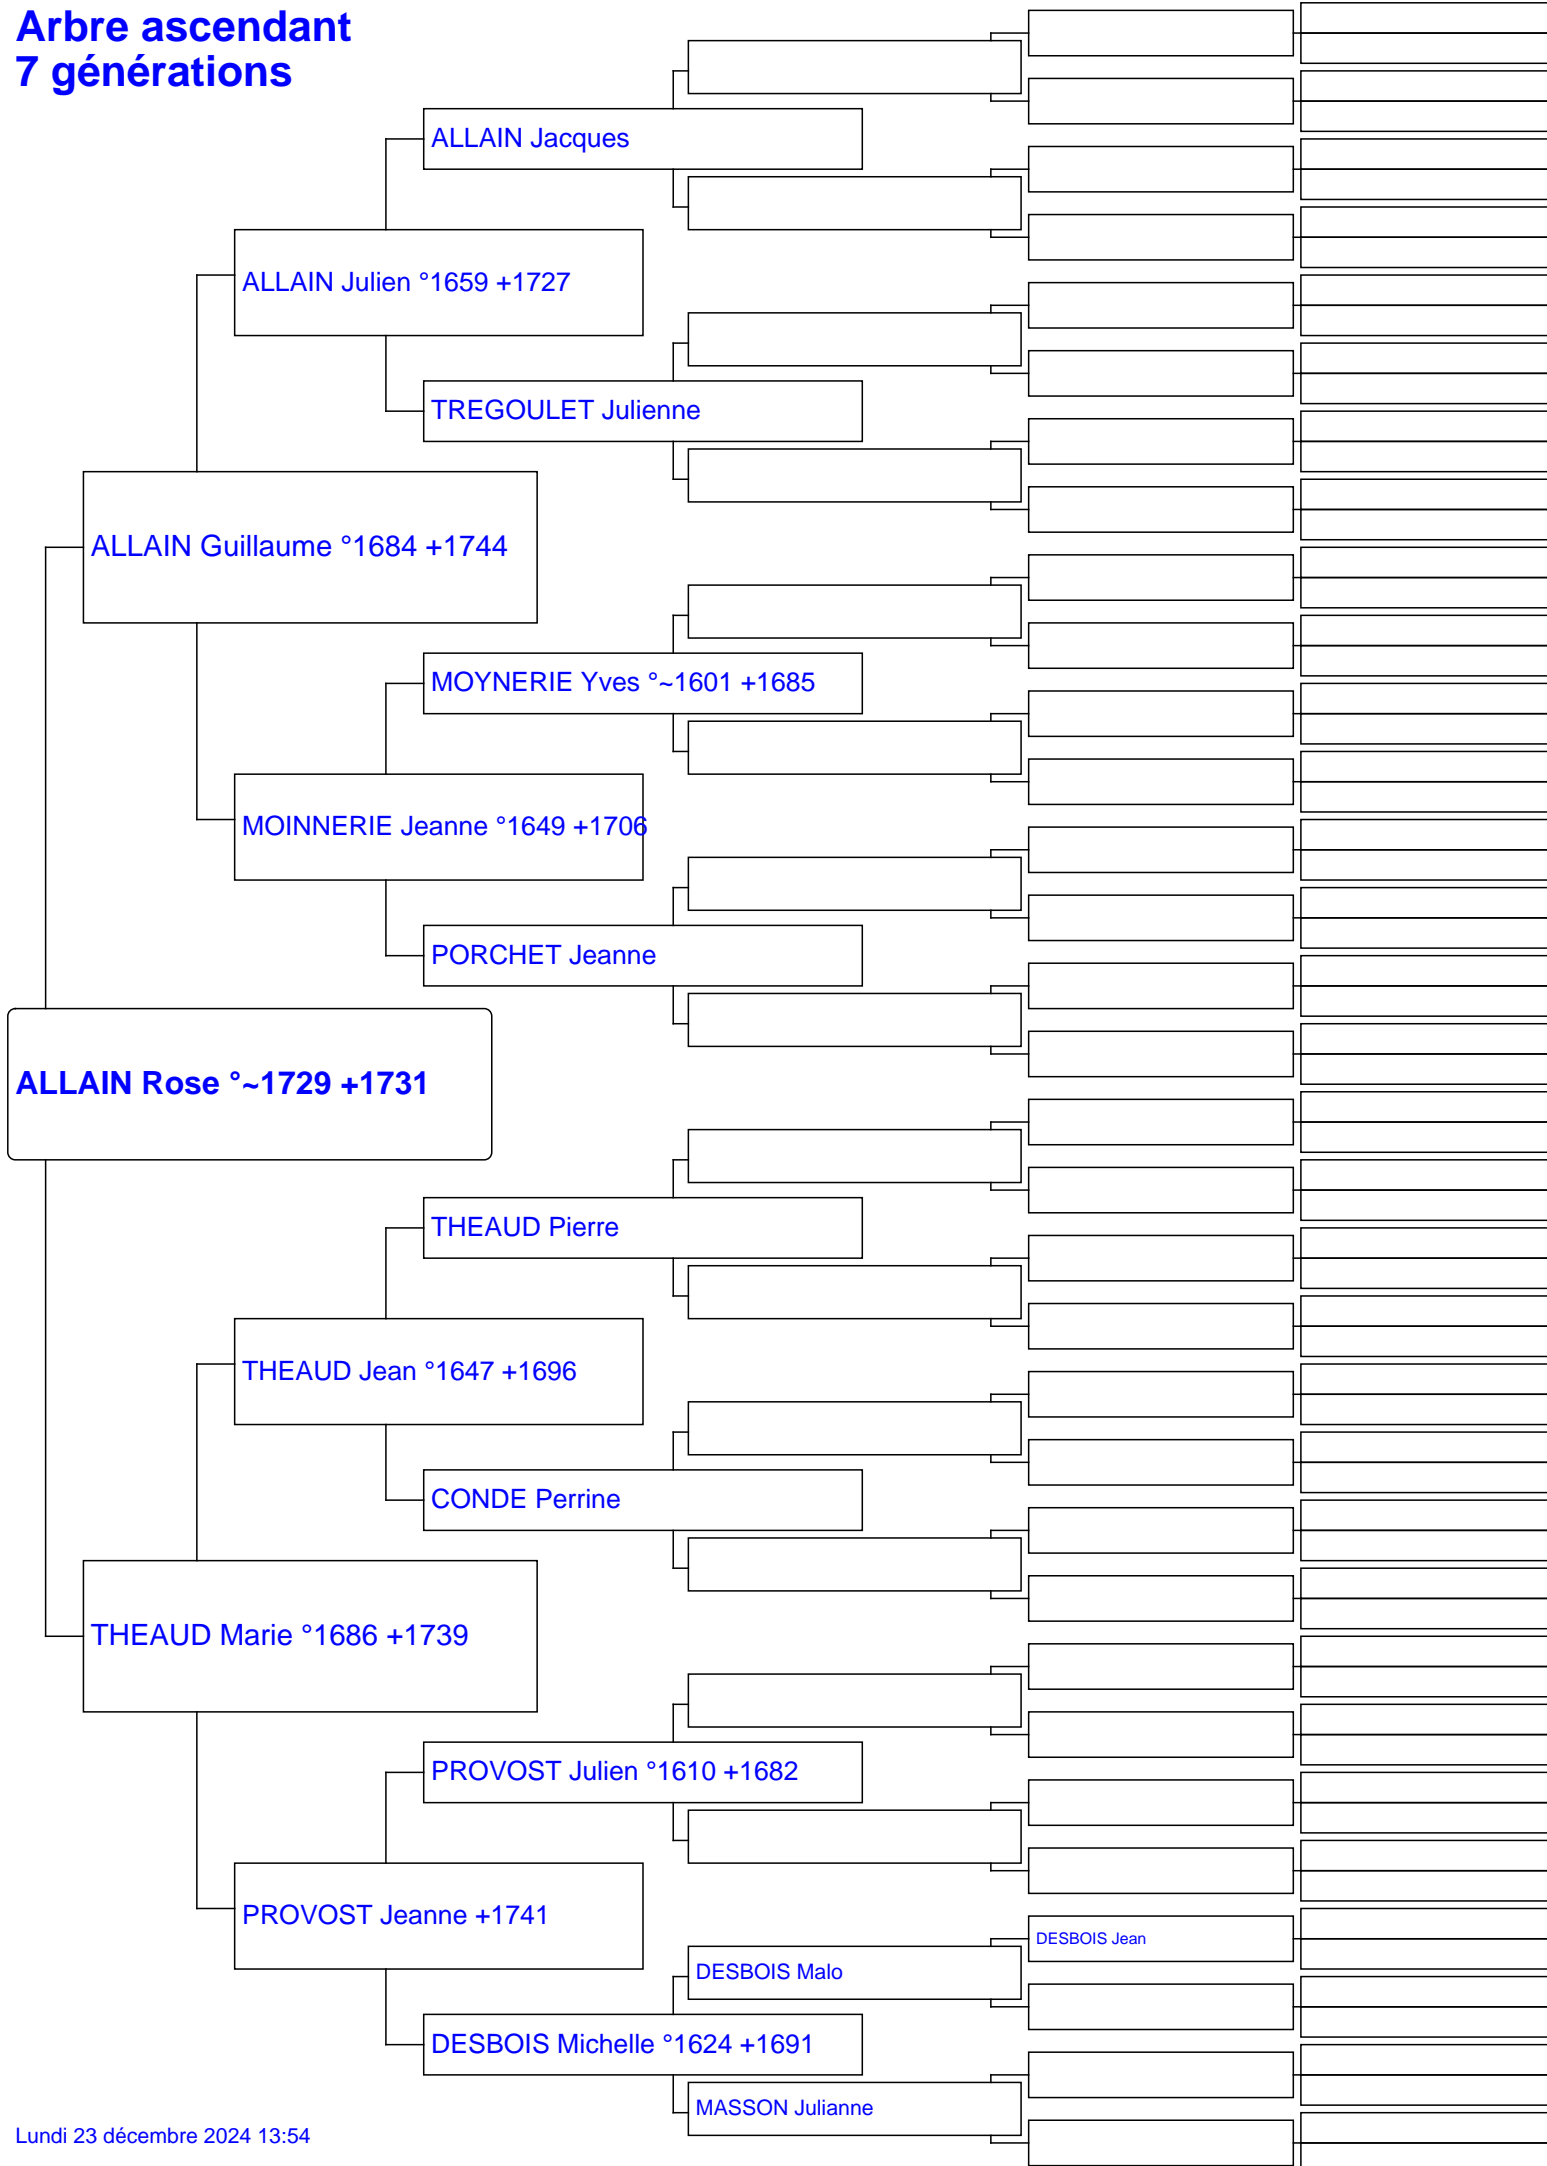 Arbre ascendant
7 générations
ALLAIN Jacques
ALLAIN Julien °1659 +1727
TREGOULET Julienne
ALLAIN Guillaume °1684 +1744
MOYNERIE Yves °~1601 +1685
MOINNERIE Jeanne °1649 +1706
PORCHET Jeanne
ALLAIN Rose °~1729 +1731
THEAUD Pierre
THEAUD Jean °1647 +1696
CONDE Perrine
THEAUD Marie °1686 +1739
PROVOST Julien °1610 +1682
PROVOST Jeanne +1741
DESBOIS Jean
DESBOIS Malo
DESBOIS Michelle °1624 +1691
MASSON Julianne
Lundi 23 décembre 2024 13:54